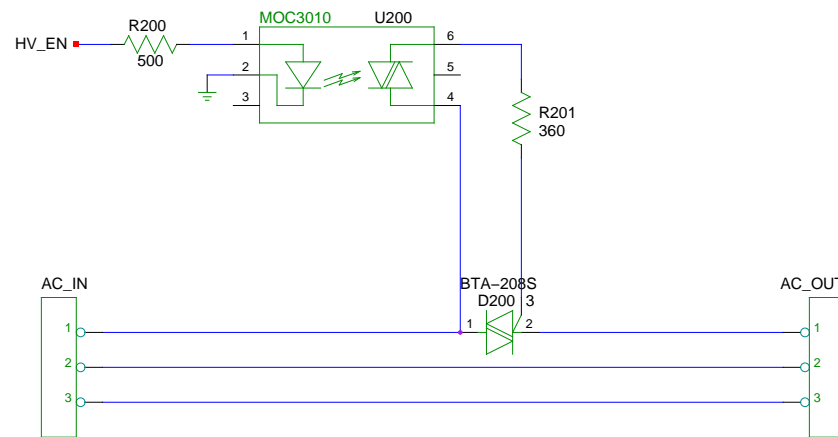 MOC3010 U200
R200
HV_EN
500
1
2
3
6
5
4
R201
360
AC_IN
BTA-208S
D200 3
AC_OUT
1
1
2
1
2
2
3
3